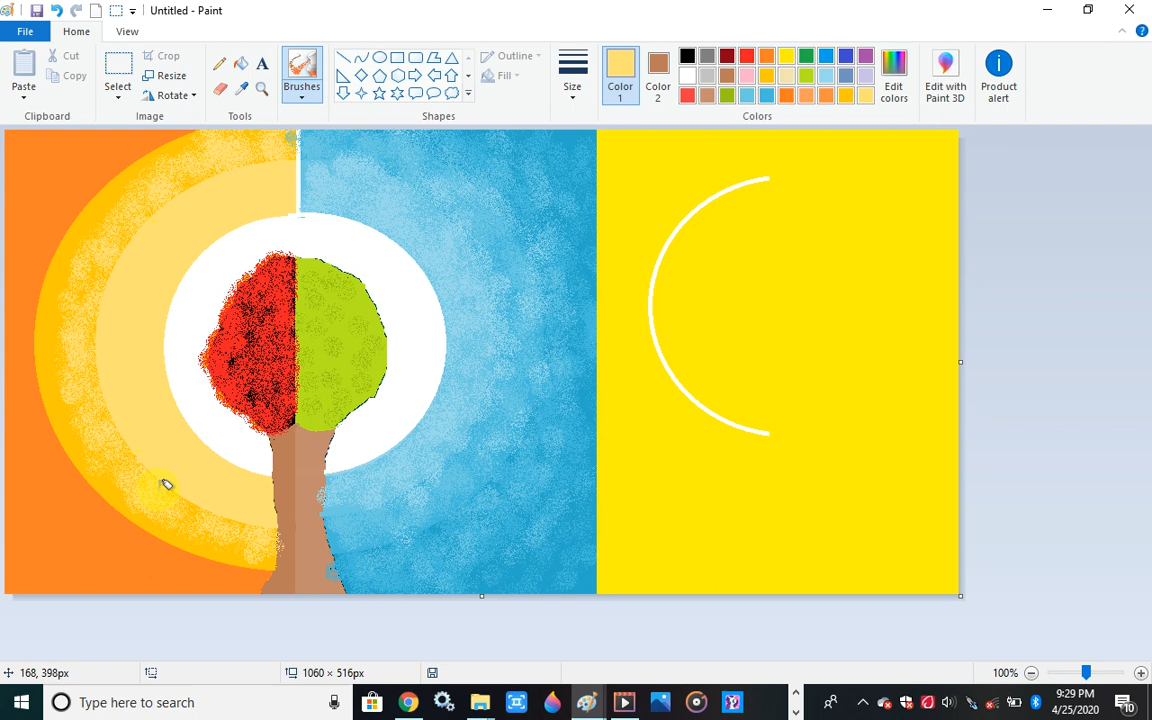 Untitled - Paint
File
Home
View
Paste
Cut
Copy
Clipboard
Select
Crop
Resize
Rotate
Image
A
Tools
Brushes
Outline
Fill
Shapes
Size
Color
1
Color
2
Edit
colors
Colors
Edit with
Paint 3D
Product
alert
168, 398px
1060 × 516px
100%
Type here to search
9:29 PM
4/25/2020
10